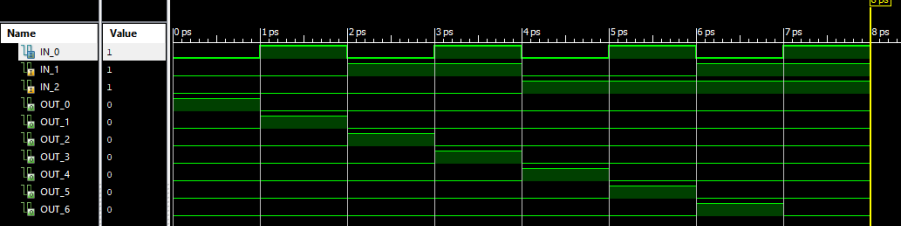 Name Value 0 ps 1 ps 2 ps 3 ps 4 ps 5 ps 6 ps 7 ps 8 ps
IN_0 1
IN_1 1
IN_2 1
OUT_0 0
OUT_1 0
OUT_2 0
OUT_3 0
OUT_4 0
OUT_5 0
OUT_6 0